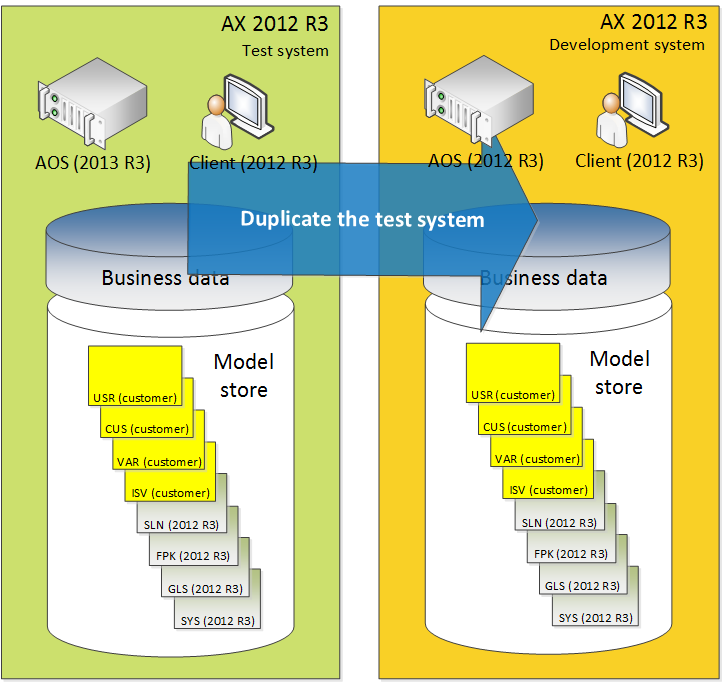 AX 2012 R3
Test system
AOS (2013 R3)
Client (2012 R3)
Business data
Model
store
USR (customer)
CUS (customer)
VAR (customer)
ISV (customer)
SLN (2012 R3)
FPK (2012 R3)
GLS (2012 R3)
SYS (2012 R3)
Duplicate the test system
AX 2012 R3
Development system
AOS (2012 R3)
Client (2012 R3)
Business data
Model
store
USR (customer)
CUS (customer)
VAR (customer)
ISV (customer)
SLN (2012 R3)
FPK (2012 R3)
GLS (2012 R3)
SYS (2012 R3)